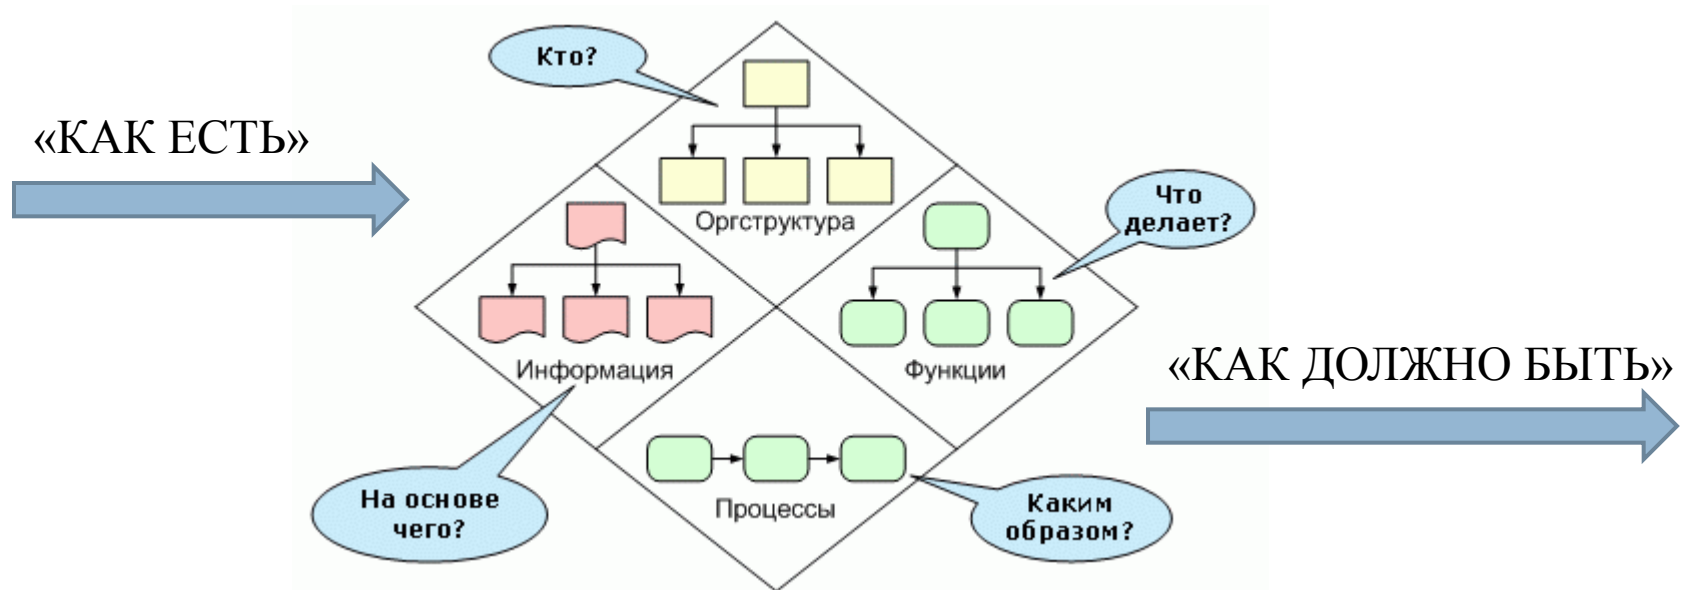 Кто?
«КАК ЕСТЬ»
Что
делает?
Оргструктура
Информация
Функции
«КАК ДОЛЖНО БЫТЬ»
На основе
чего?
Процессы
Каким
образом?